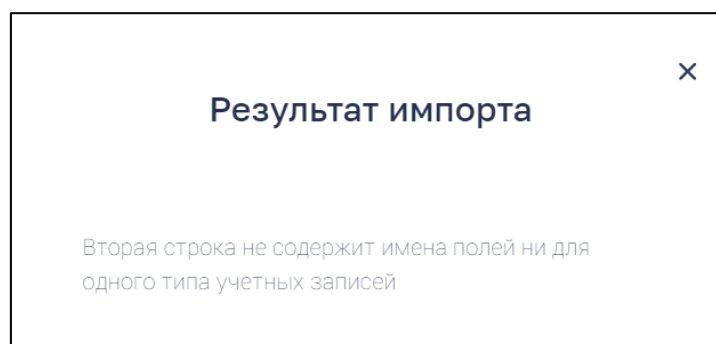 Результат импорта
Вторая строка не содержит имена полей ни для
одного типа учетных записей